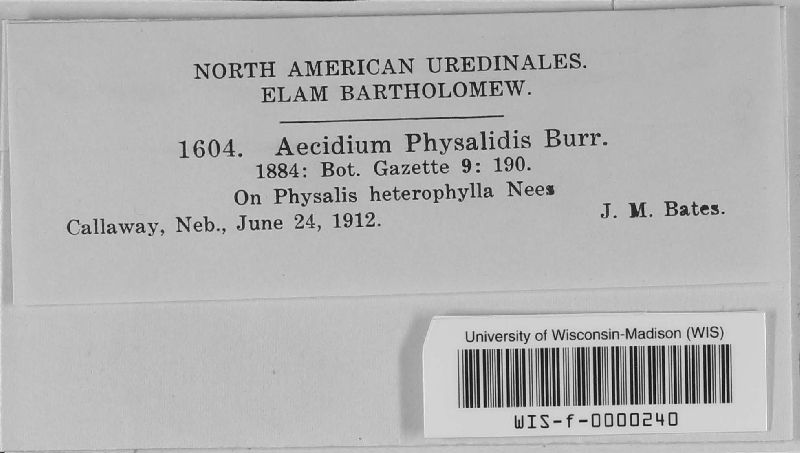 NORTH AMERICAN UREDINALES.
ELAM BARTHOLOMEW.
1604. Aecidium Physalidis Burr.
1884: Bot. Gazette 9: 190.
On Physalis heterophylla Nees
Callaway, Neb., June 24, 1912. J. M. Bates.
University of Wisconsin-Madison (WIS)
WIS-f-0000240